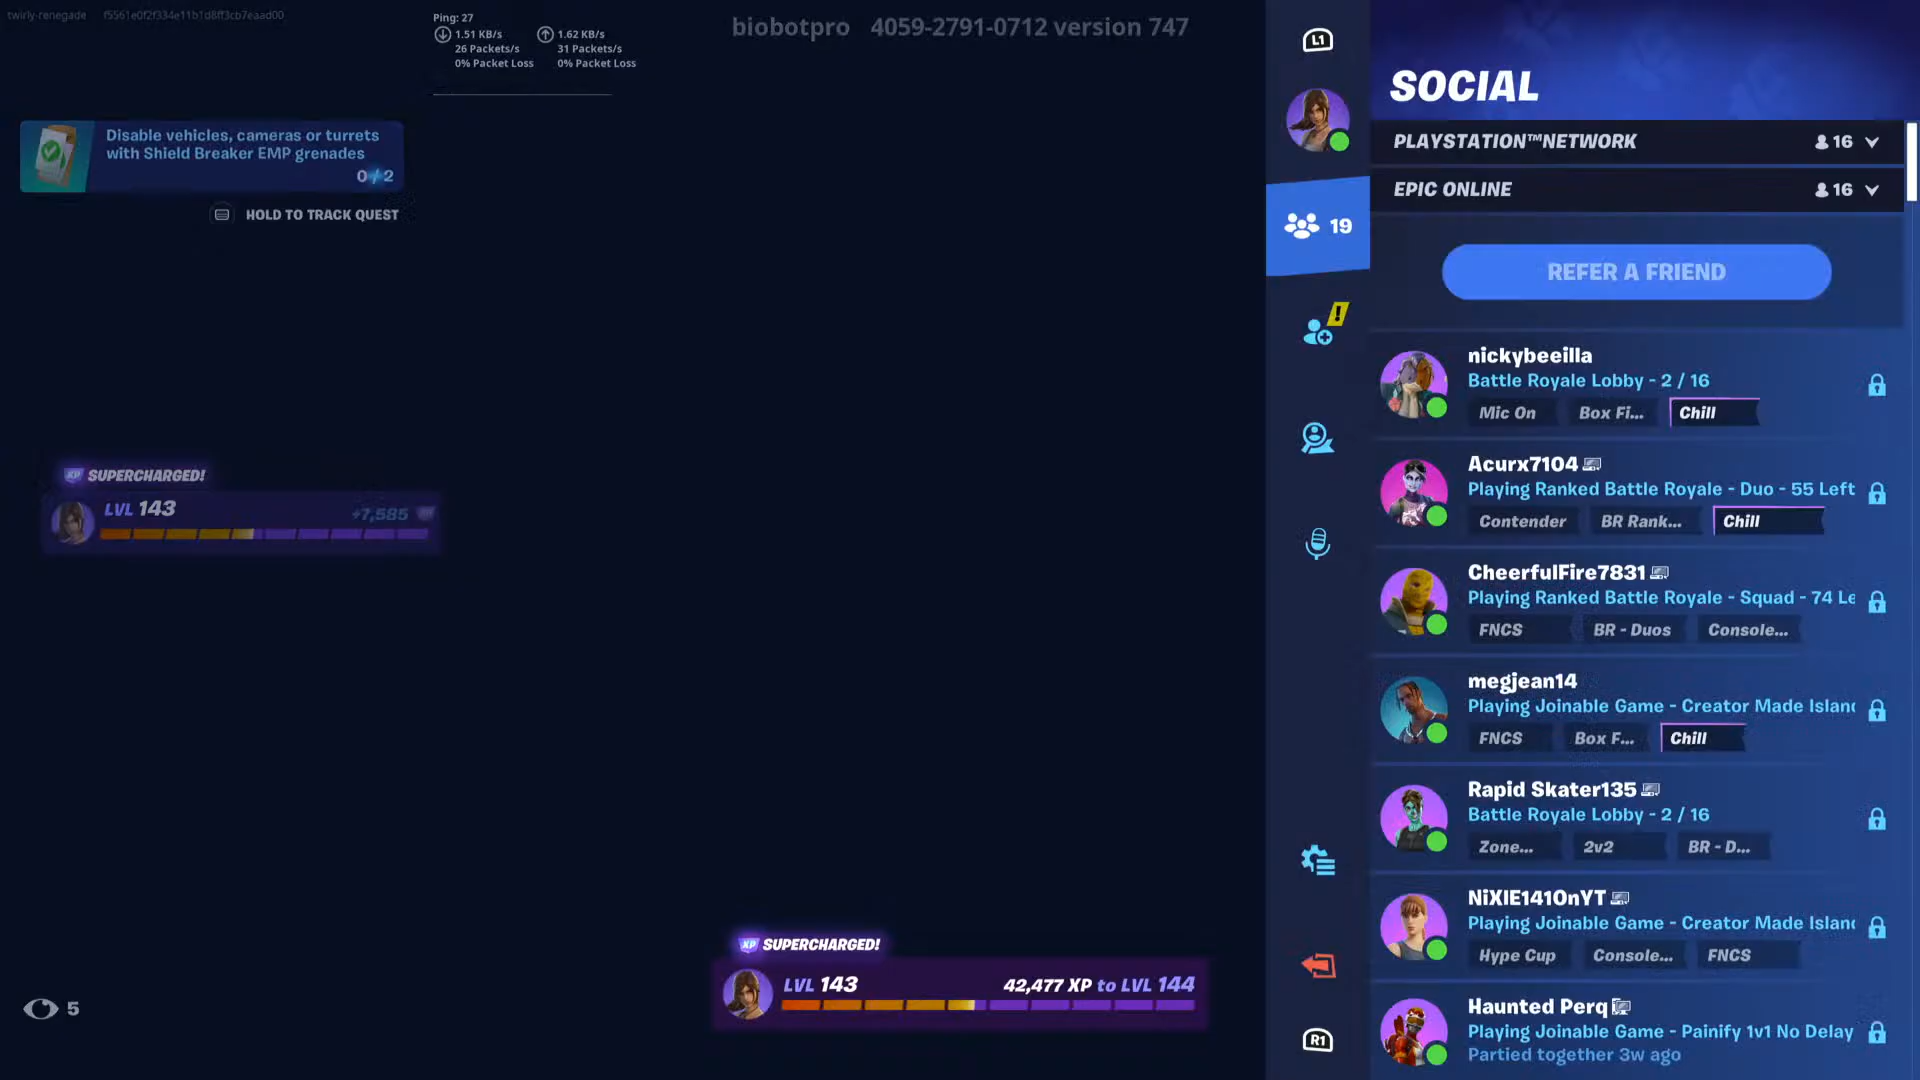 twirly-renegade f5561e0f2f334e11b1d8ff3cb7eaad00
Ping: 27
1.51 KB/s 1.62 KB/s
26 Packets/s 31 Packets/s
0% Packet Loss 0% Packet Loss
biobotpro 4059-2791-0712 version 747
Disable vehicles, cameras or turrets
with Shield Breaker EMP grenades
0/2
HOLD TO TRACK QUEST
XP SUPERCHARGED!
LVL 143 +7,585
5
XP SUPERCHARGED!
LVL 143 42,477 XP to LVL 144
L1
19
!
R1
SOCIAL
PLAYSTATION™NETWORK 16
EPIC ONLINE 16
REFER A FRIEND
nickybeeilla
Battle Royale Lobby - 2 / 16
Mic On Box Fi... Chill
Acurx7104
Playing Ranked Battle Royale - Duo - 55 Left
Contender BR Rank... Chill
CheerfulFire7831
Playing Ranked Battle Royale - Squad - 74 Le
FNCS BR - Duos Console...
megjean14
Playing Joinable Game - Creator Made Islan
FNCS Box F... Chill
Rapid Skater135
Battle Royale Lobby - 2 / 16
Zone... 2v2 BR - D...
NiXIE141OnYT
Playing Joinable Game - Creator Made Islan
Hype Cup Console... FNCS
Haunted Perq
Playing Joinable Game - Painify 1v1 No Delay
Partied together 3w ago